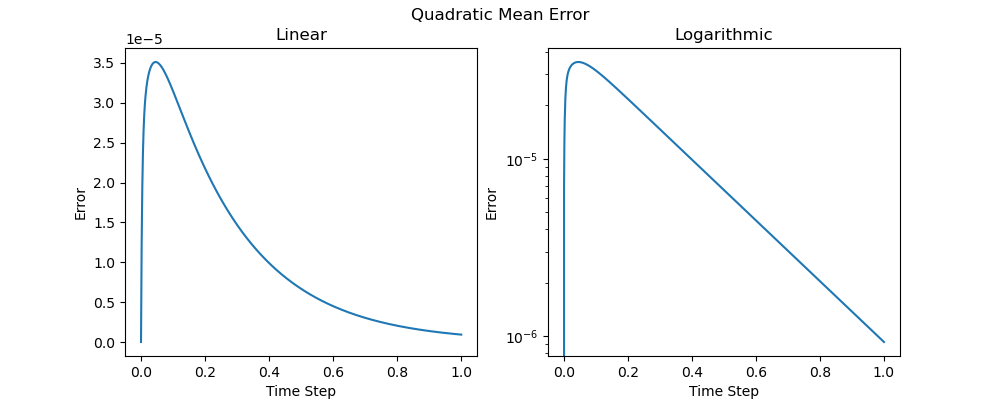 Quadratic Mean Error
Linear
1e−5
3.5
3.0
2.5
2.0
1.5
1.0
0.5
0.0
Error
0.0 0.2 0.4 0.6 0.8 1.0
Time Step
Logarithmic
10⁻⁵
10⁻⁶
Error
0.0 0.2 0.4 0.6 0.8 1.0
Time Step